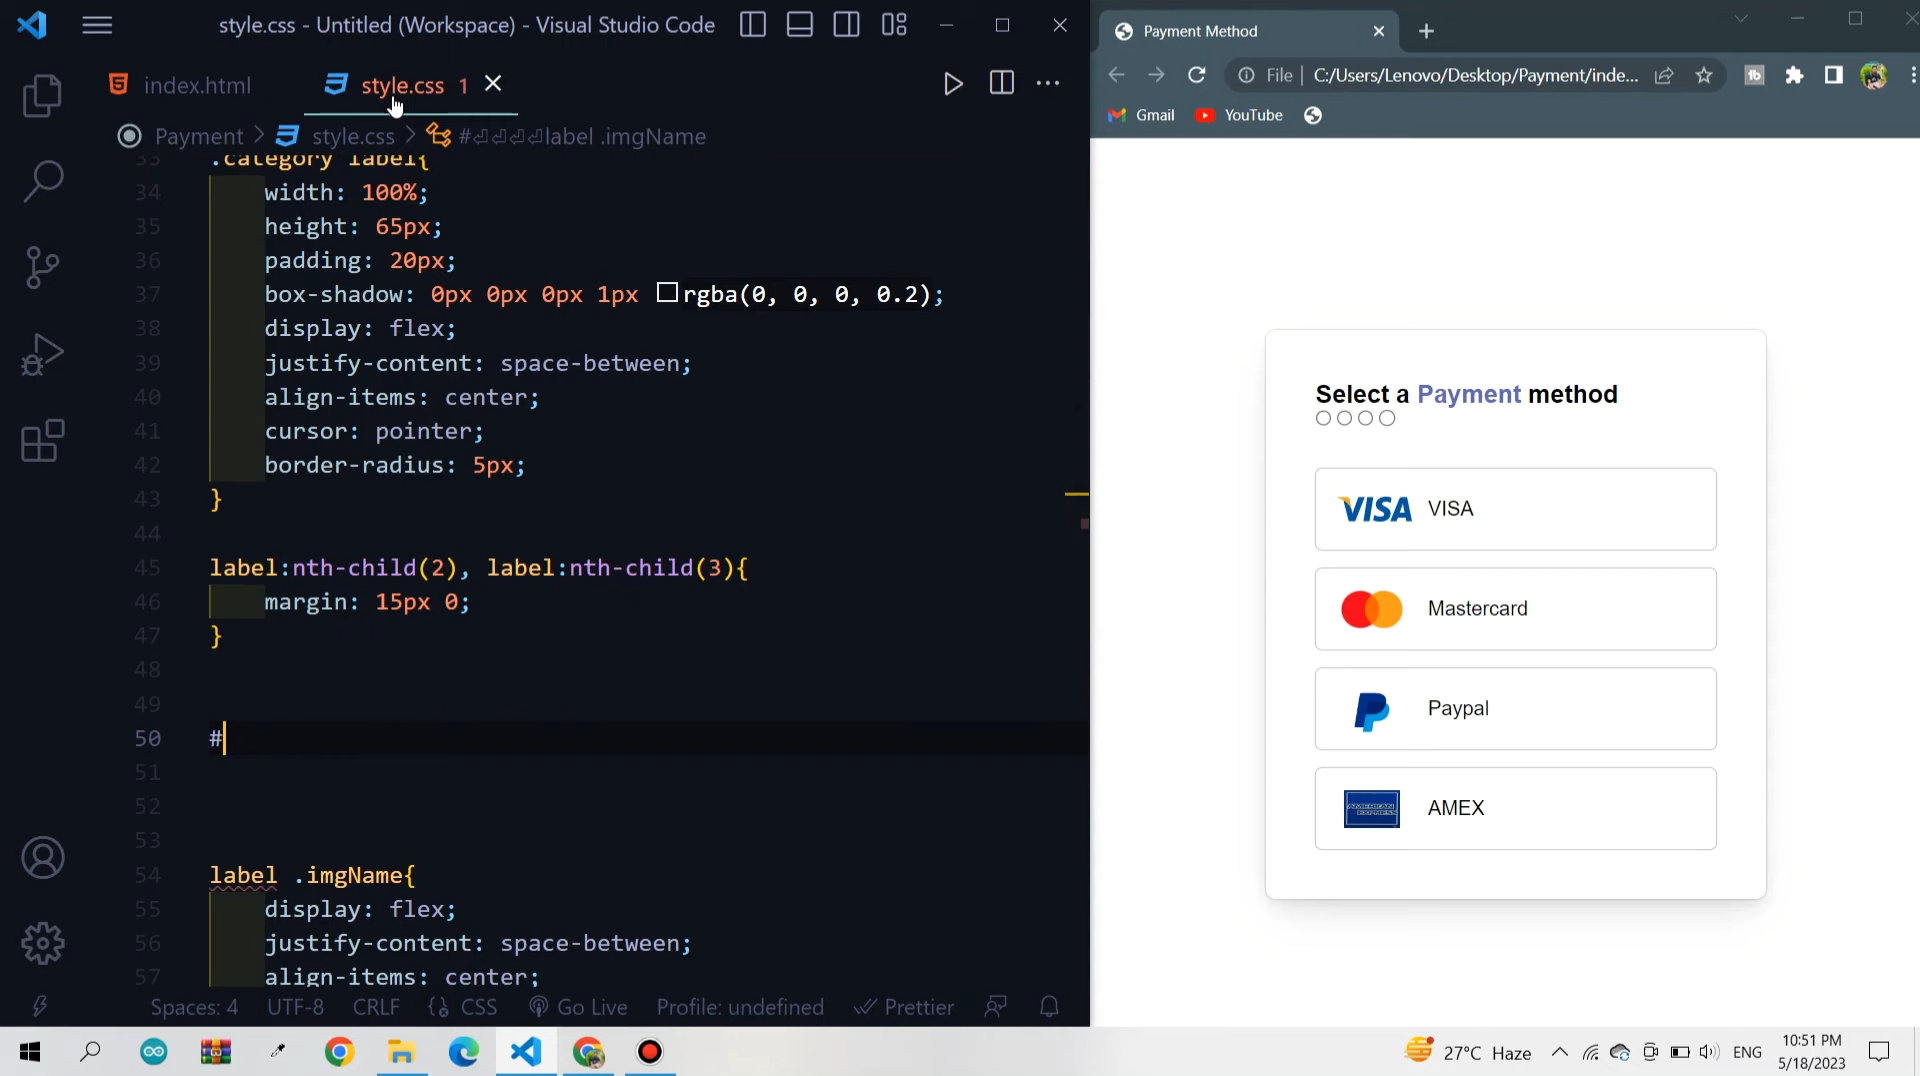 style.css - Untitled (Workspace) - Visual Studio Code
index.html
style.css 1
Payment > style.css > #⏎⏎⏎⏎label .imgName
33 .category label{
34 width: 100%;
35 height: 65px;
36 padding: 20px;
37 box-shadow: 0px 0px 0px 1px rgba(0, 0, 0, 0.2);
38 display: flex;
39 justify-content: space-between;
40 align-items: center;
41 cursor: pointer;
42 border-radius: 5px;
43 }
44
45 label:nth-child(2), label:nth-child(3){
46 margin: 15px 0;
47 }
48
49
50 #
51
52
53
54 label .imgName{
55 display: flex;
56 justify-content: space-between;
57 align-items: center;
Spaces: 4 UTF-8 CRLF {} CSS Go Live Profile: undefined Prettier
Payment Method
File | C:/Users/Lenovo/Desktop/Payment/inde...
Gmail YouTube
Select a Payment method
VISA VISA
Mastercard
Paypal
AMERICAN EXPRESS AMEX
27°C Haze ENG
10:51 PM
5/18/2023